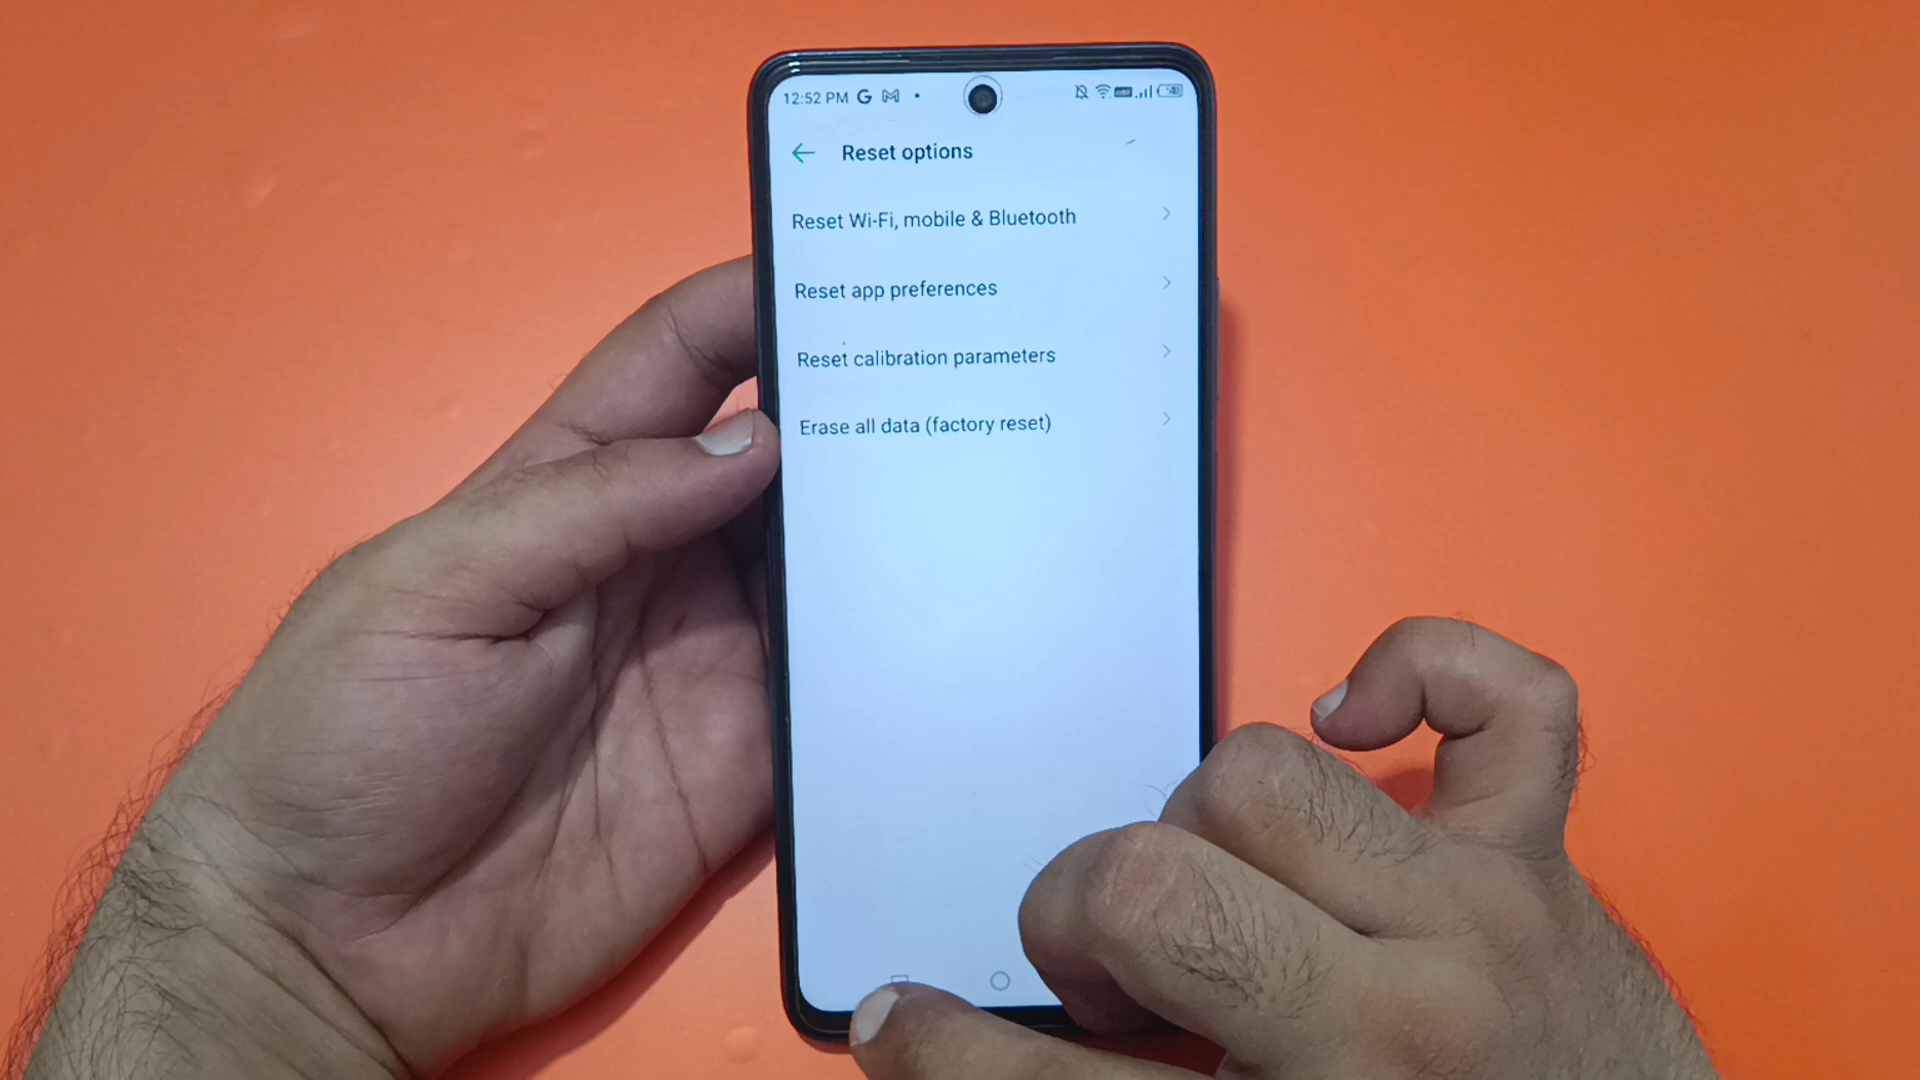 12:52 PM
Reset options
Reset Wi-Fi, mobile & Bluetooth
Reset app preferences
Reset calibration parameters
Erase all data (factory reset)